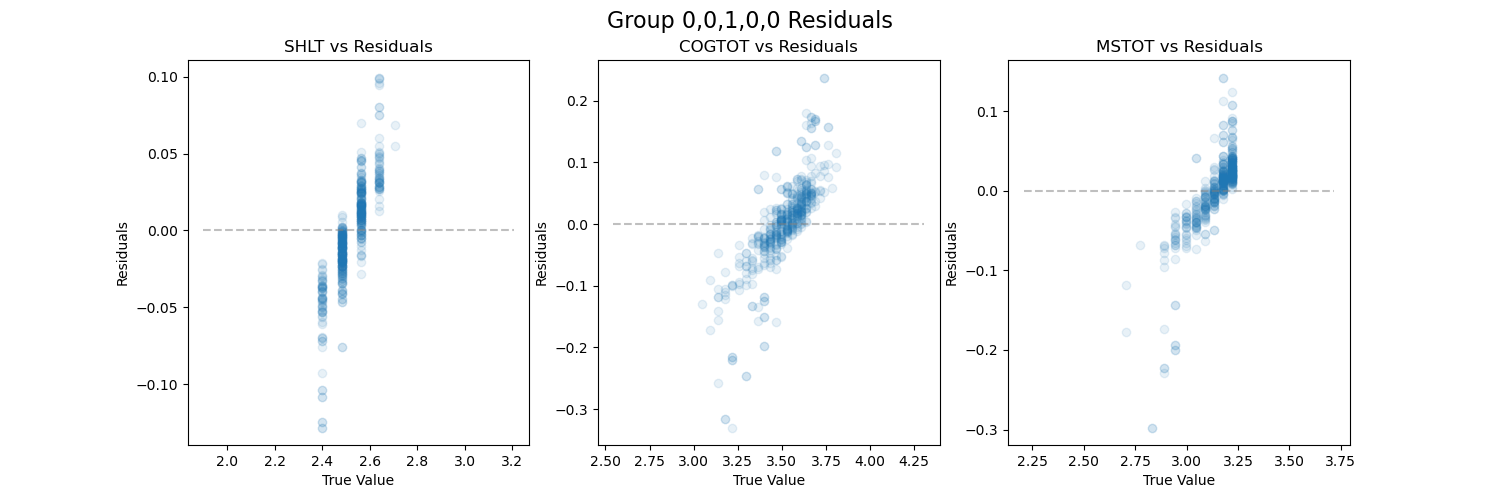 Group 0,0,1,0,0 Residuals
SHLT vs Residuals
COGTOT vs Residuals
MSTOT vs Residuals
Residuals
0.10
0.05
0.00
−0.05
−0.10
2.0 2.2 2.4 2.6 2.8 3.0 3.2
True Value
Residuals
0.2
0.1
0.0
−0.1
−0.2
−0.3
2.50 2.75 3.00 3.25 3.50 3.75 4.00 4.25
True Value
Residuals
0.1
0.0
−0.1
−0.2
−0.3
2.25 2.50 2.75 3.00 3.25 3.50 3.75
True Value